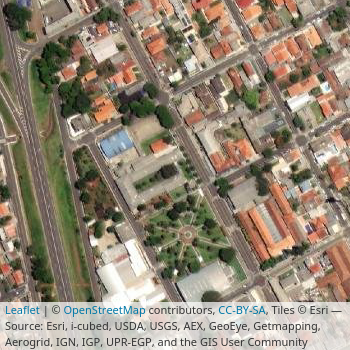 Leaflet | © OpenStreetMap contributors, CC-BY-SA, Tiles © Esri —
Source: Esri, i-cubed, USDA, USGS, AEX, GeoEye, Getmapping,
Aerogrid, IGN, IGP, UPR-EGP, and the GIS User Community